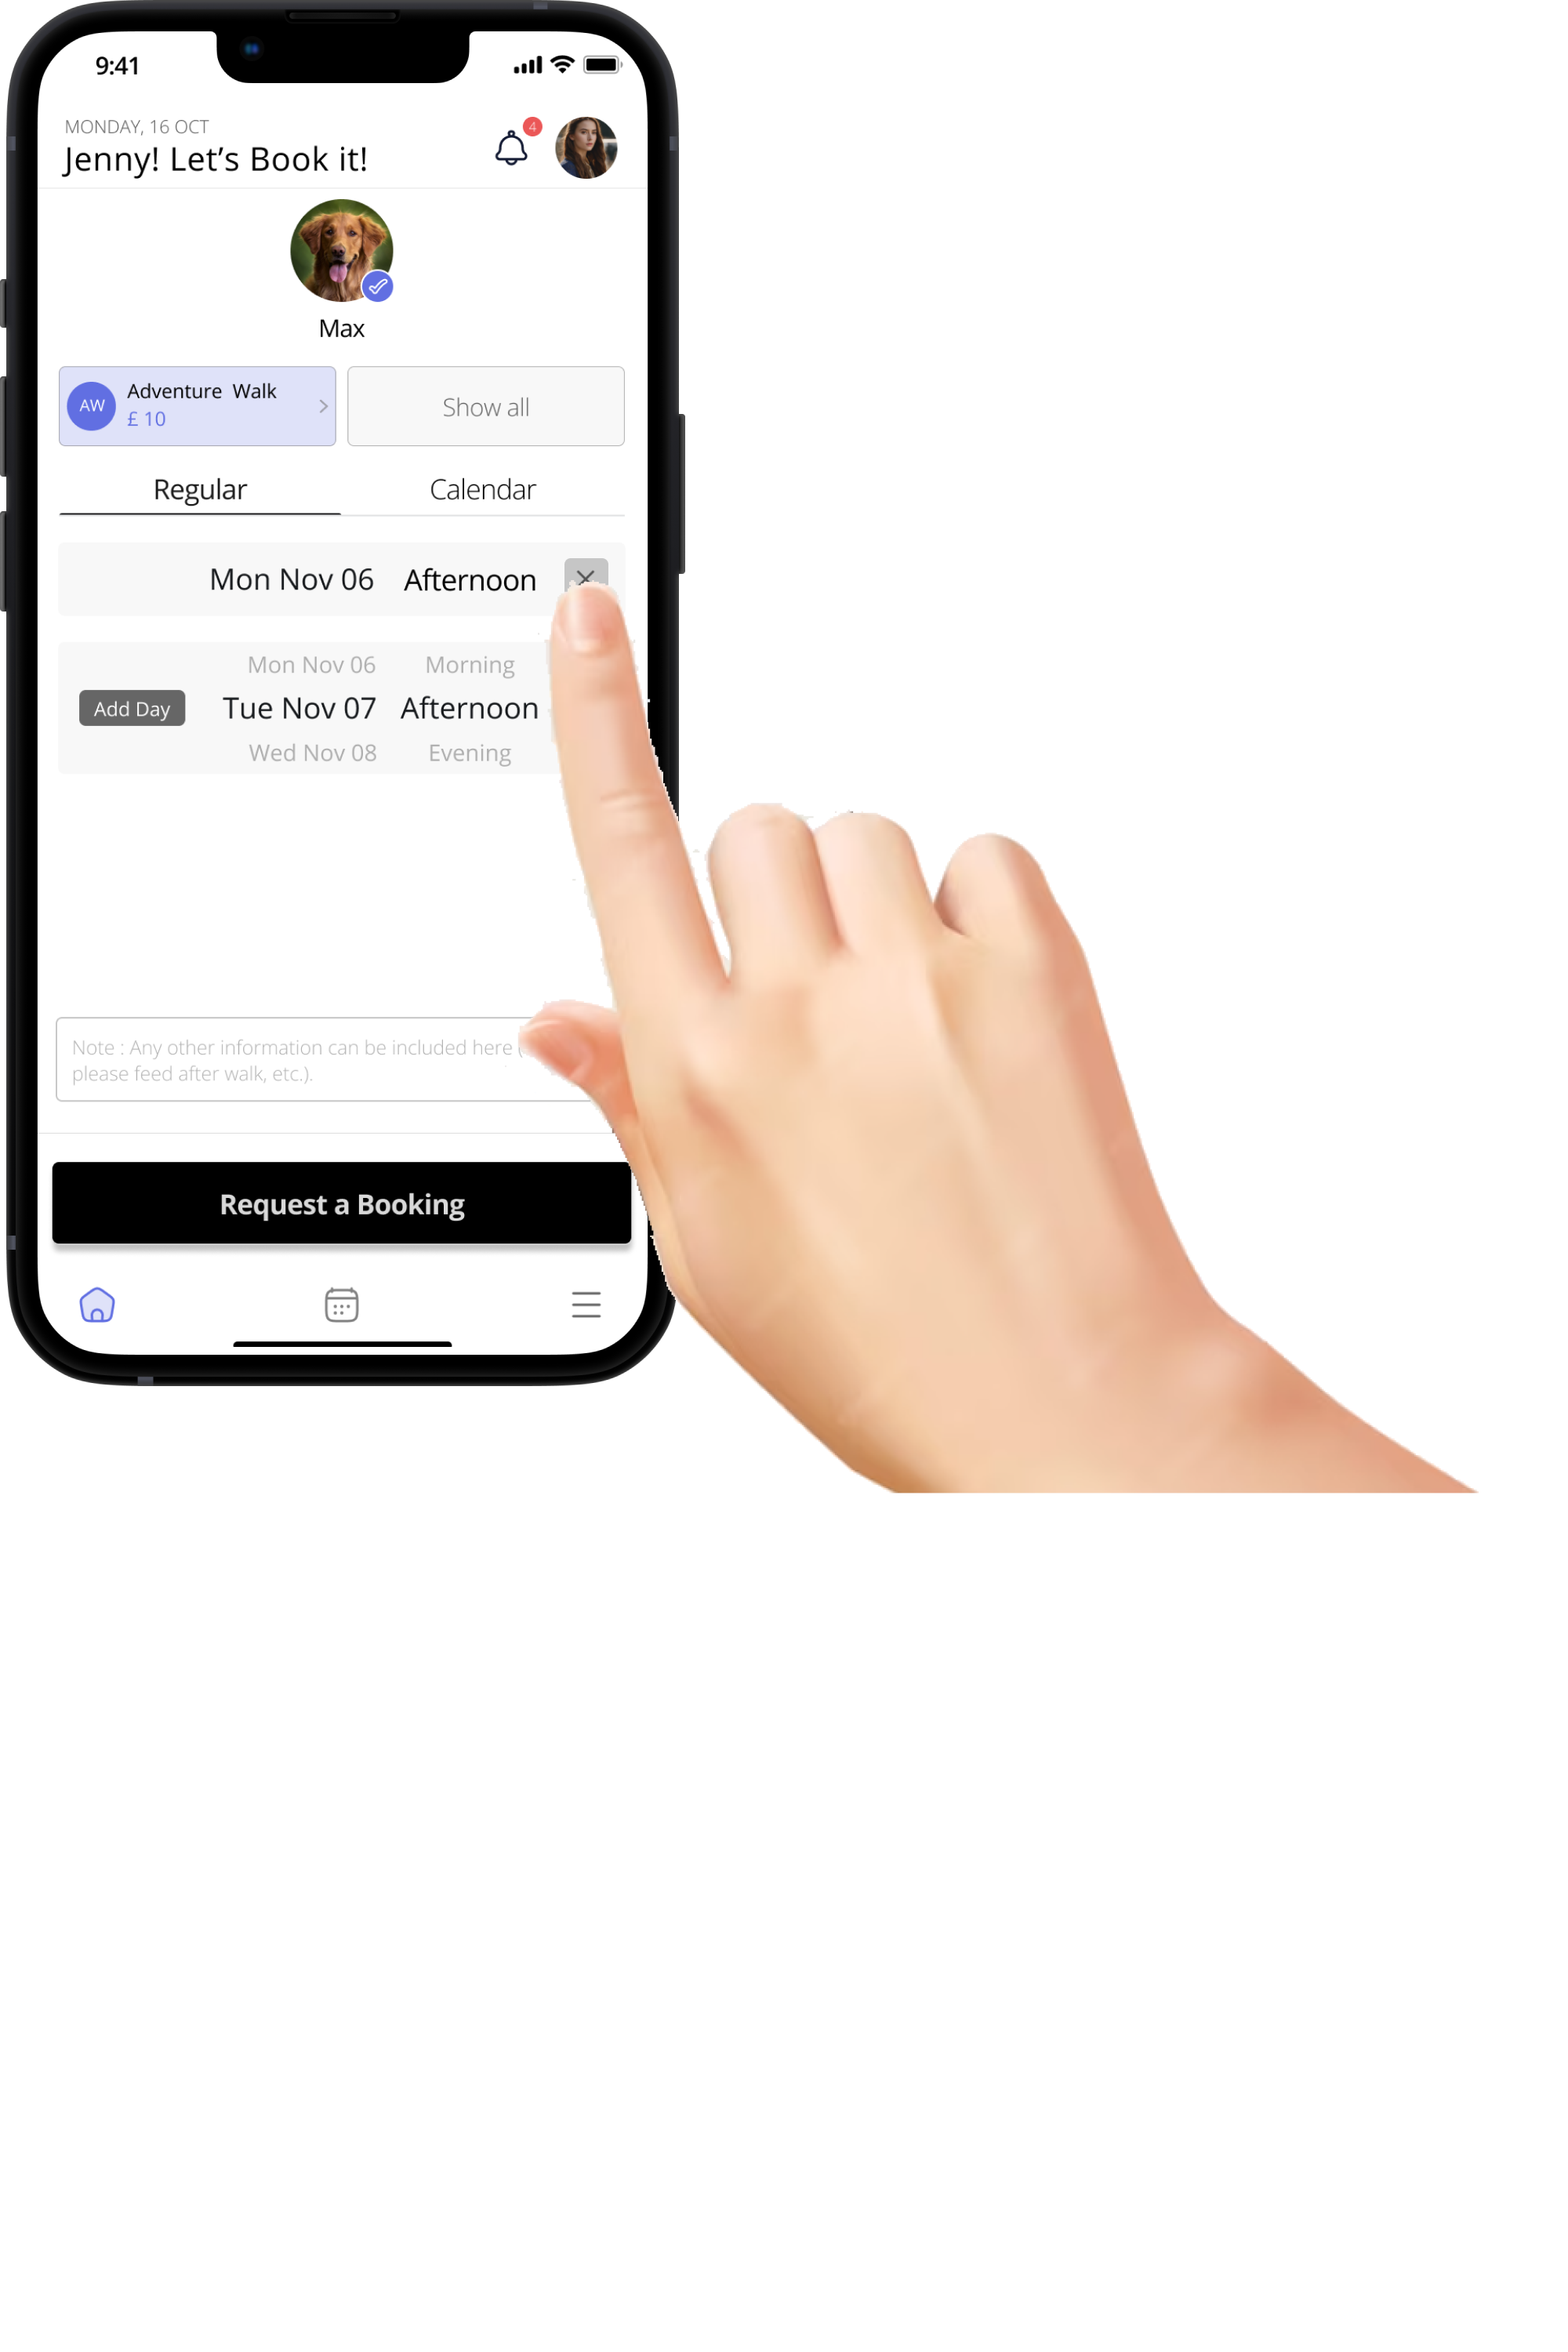 9:41
MONDAY, 16 OCT
4
Jenny! Let's Book it!
Max
AW
Adventure Walk
£ 10
Show all
Regular
Calendar
Mon Nov 06 Afternoon
Mon Nov 06 Morning
Add Day Tue Nov 07 Afternoon
Wed Nov 08 Evening
Note : Any other information can be included here (
please feed after walk, etc.).
Request a Booking